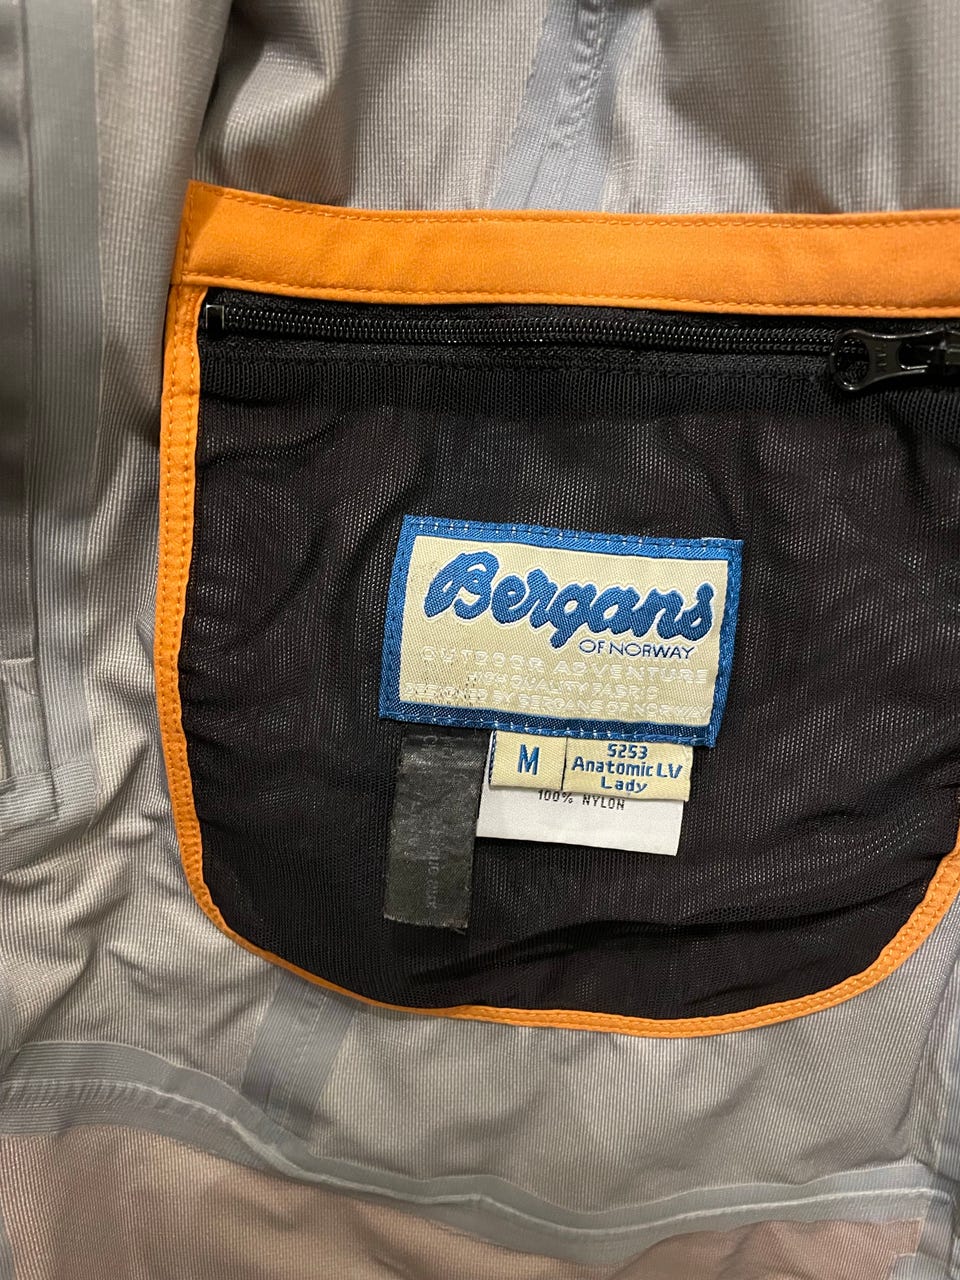 Bergans
OF NORWAY
OUTDOOR ADVENTURE
HIGH QUALITY FABRIC
DESIGNED BY BERGANS OF NORWAY
M
5253
Anatomic LV
Lady
100% NYLON